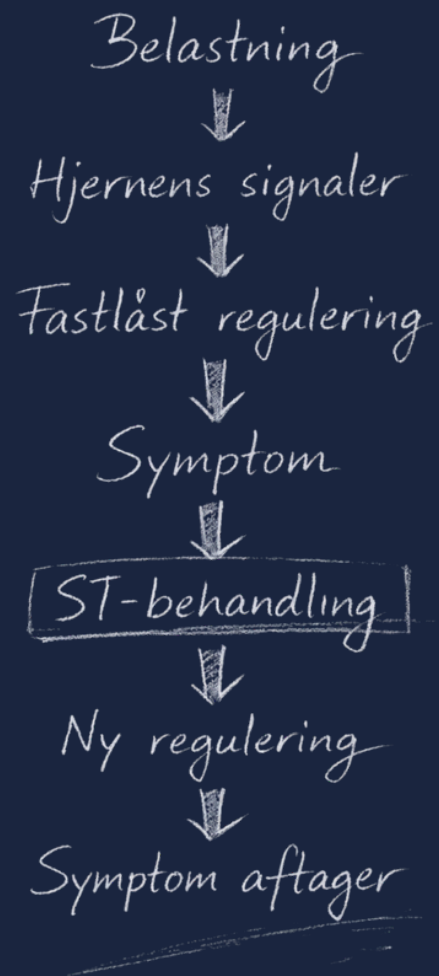 Belastning
Hjernens signaler
Fastlåst regulering
Symptom
ST-behandling
Ny regulering
Symptom aftager